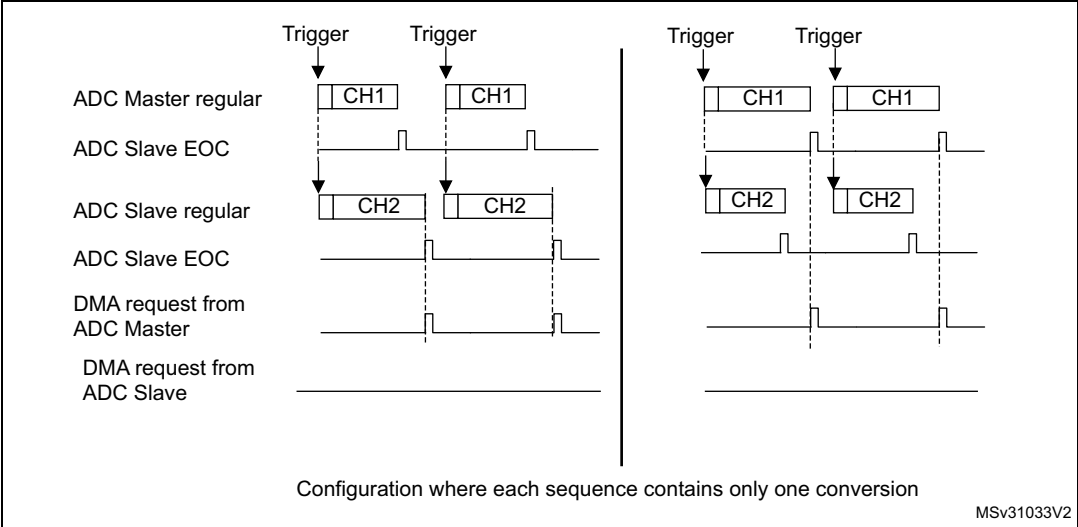 Trigger Trigger Trigger Trigger
ADC Master regular CH1 CH1 CH1 CH1
ADC Slave EOC
ADC Slave regular CH2 CH2 CH2 CH2
ADC Slave EOC
DMA request from
ADC Master
DMA request from
ADC Slave
Configuration where each sequence contains only one conversion
MSv31033V2